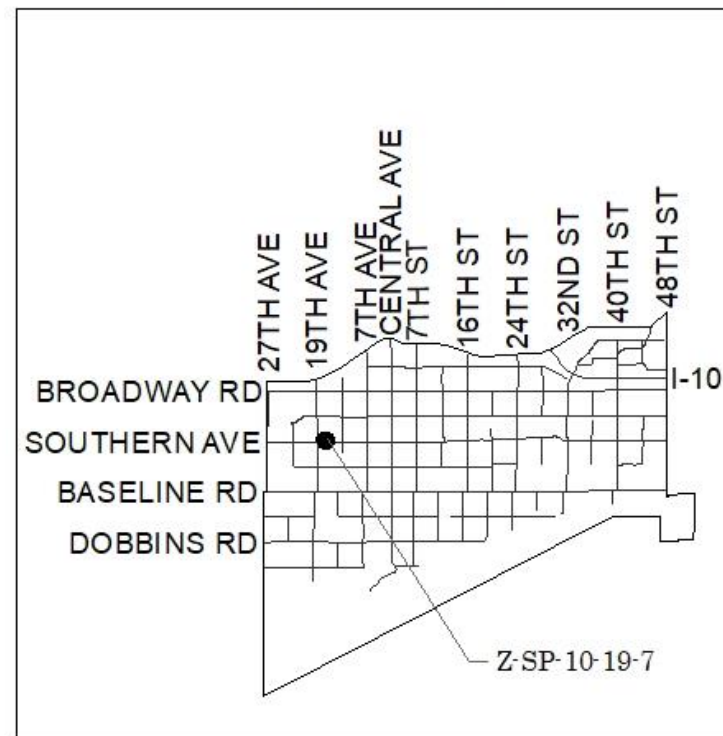 27TH AVE
19TH AVE
7TH AVE
CENTRAL AVE
7TH ST
16TH ST
24TH ST
32ND ST
40TH ST
48TH ST
I-10
BROADWAY RD
SOUTHERN AVE
BASELINE RD
DOBBINS RD
Z-SP-10-19-7